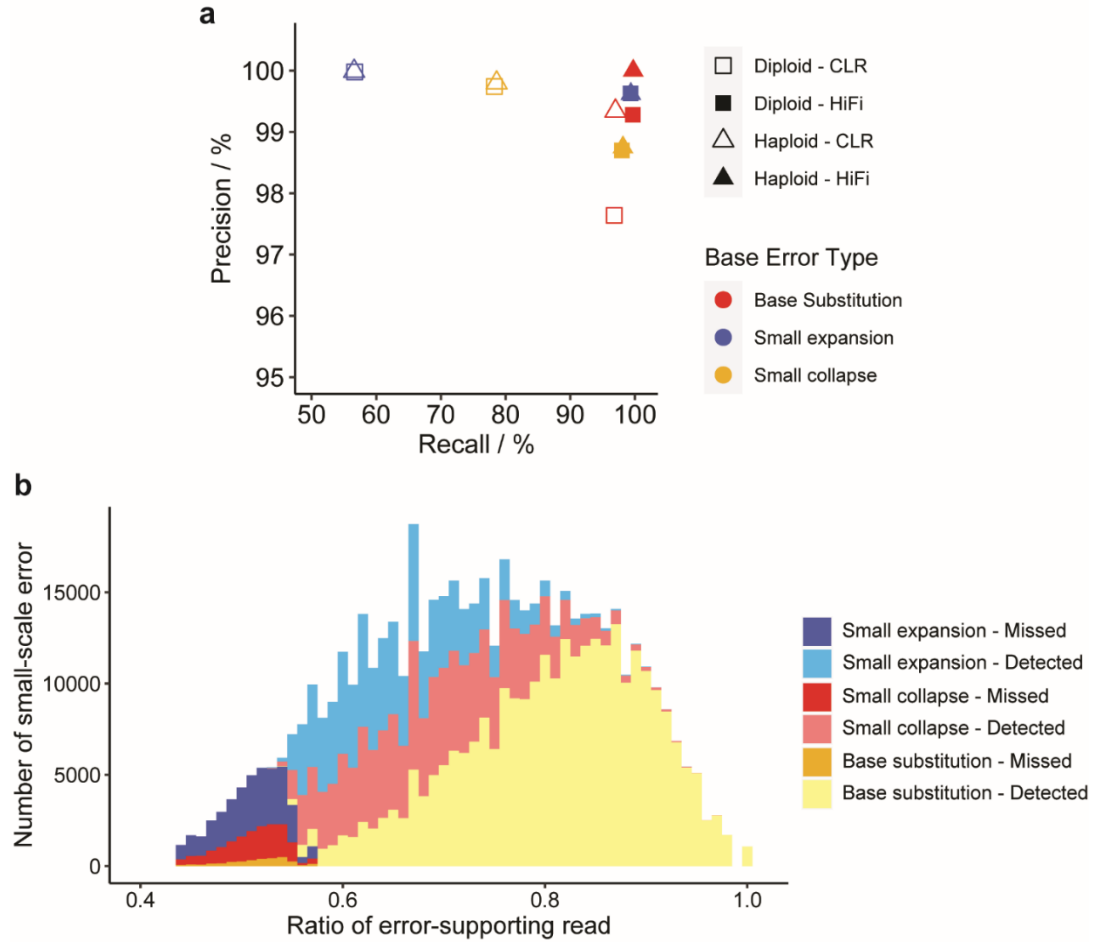 a
100
99
98
97
96
95
Precision / %
50 60 70 80 90 100
Recall / %
Diploid - CLR
Diploid - HiFi
Haploid - CLR
Haploid - HiFi
Base Error Type
Base Substitution
Small expansion
Small collapse
b
15000
10000
5000
0
Number of small-scale error
0.4 0.6 0.8 1.0
Ratio of error-supporting read
Small expansion - Missed
Small expansion - Detected
Small collapse - Missed
Small collapse - Detected
Base substitution - Missed
Base substitution - Detected